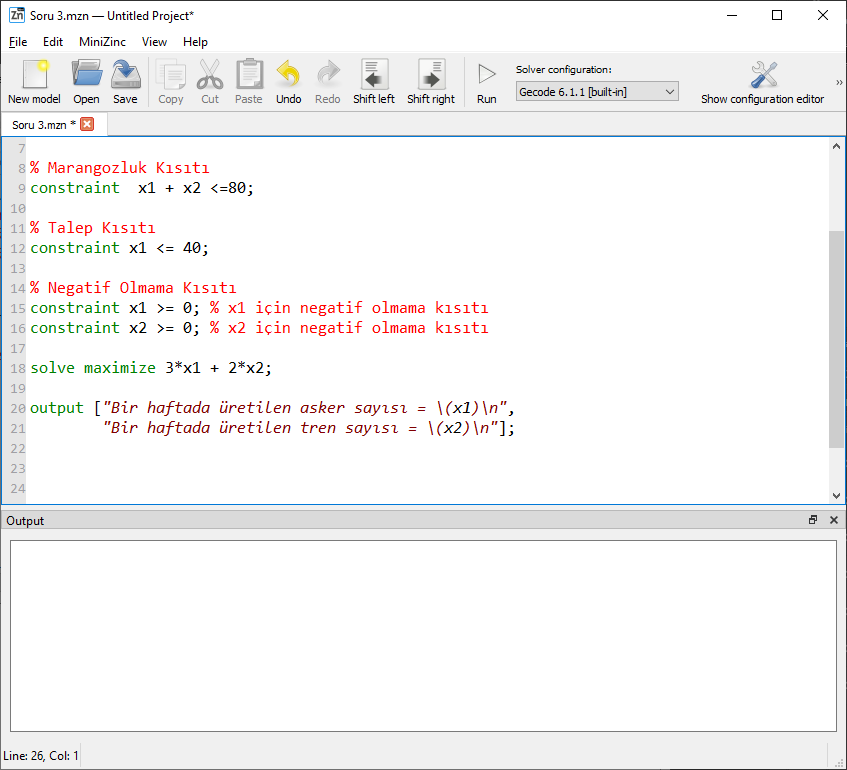 Soru 3.mzn — Untitled Project*
File Edit MiniZinc View Help
New model Open Save Copy Cut Paste Undo Redo Shift left Shift right Run Solver configuration: Gecode 6.1.1 [built-in] Show configuration editor »
Soru 3.mzn *
7
8 % Marangozluk Kısıtı
9 constraint  x1 + x2 <=80;
10
11 % Talep Kısıtı
12 constraint x1 <= 40;
13
14 % Negatif Olmama Kısıtı
15 constraint x1 >= 0; % x1 için negatif olmama kısıtı
16 constraint x2 >= 0; % x2 için negatif olmama kısıtı
17
18 solve maximize 3*x1 + 2*x2;
19
20 output ["Bir haftada üretilen asker sayısı = \(x1)\n",
21         "Bir haftada üretilen tren sayısı = \(x2)\n"];
22
23
24
Output
Line: 26, Col: 1